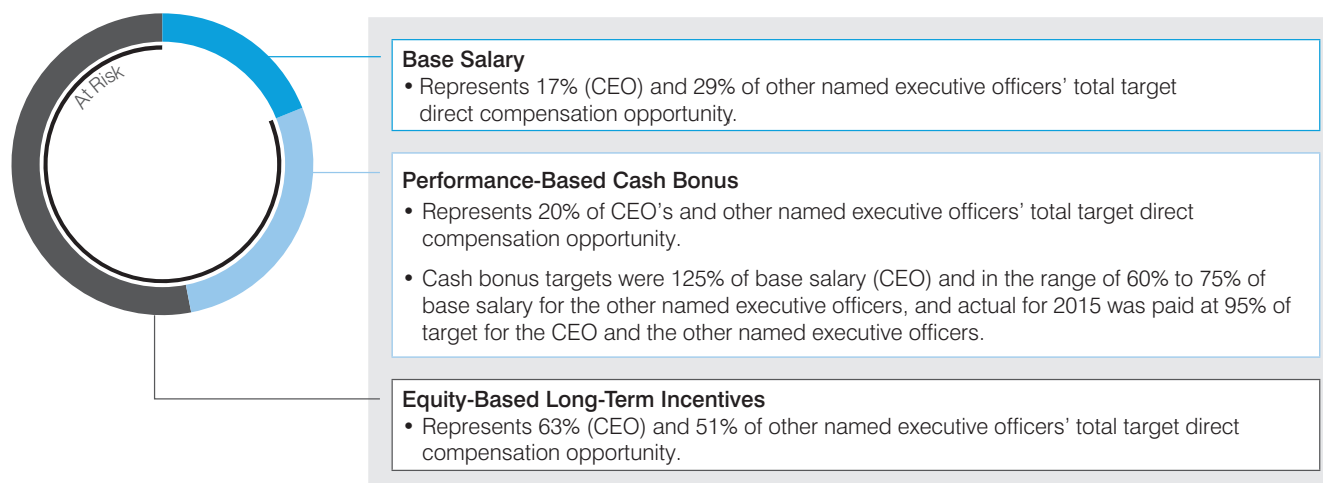 At Risk
Base Salary
• Represents 17% (CEO) and 29% of other named executive officers' total target
direct compensation opportunity.
Performance-Based Cash Bonus
• Represents 20% of CEO's and other named executive officers' total target direct
compensation opportunity.
• Cash bonus targets were 125% of base salary (CEO) and in the range of 60% to 75% of
base salary for the other named executive officers, and actual for 2015 was paid at 95% of
target for the CEO and the other named executive officers.
Equity-Based Long-Term Incentives
• Represents 63% (CEO) and 51% of other named executive officers' total target direct
compensation opportunity.